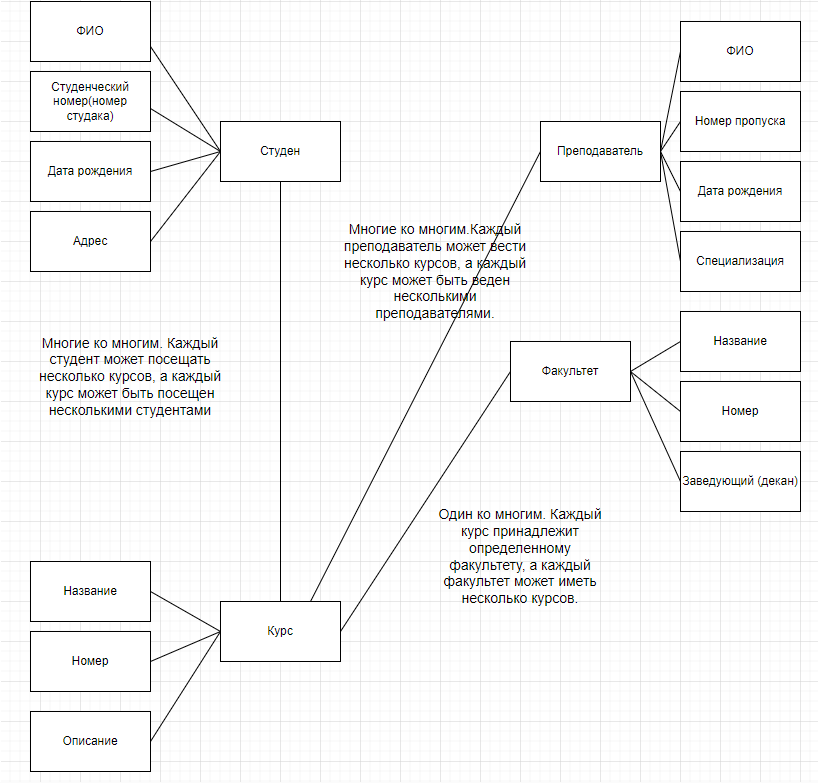 ФИО
Студенческий
номер(номер
студака)
Дата рождения
Адрес
Студен
Преподаватель
ФИО
Номер пропуска
Дата рождения
Специализация
Многие ко многим.Каждый
преподаватель может вести
несколько курсов, а каждый
курс может быть веден
несколькими
преподавателями.
Многие ко многим. Каждый
студент может посещать
несколько курсов, а каждый
курс может быть посещен
несколькими студентами
Факультет
Название
Номер
Заведующий (декан)
Один ко многим. Каждый
курс принадлежит
определенному
факультету, а каждый
факультет может иметь
несколько курсов.
Название
Номер
Описание
Курс